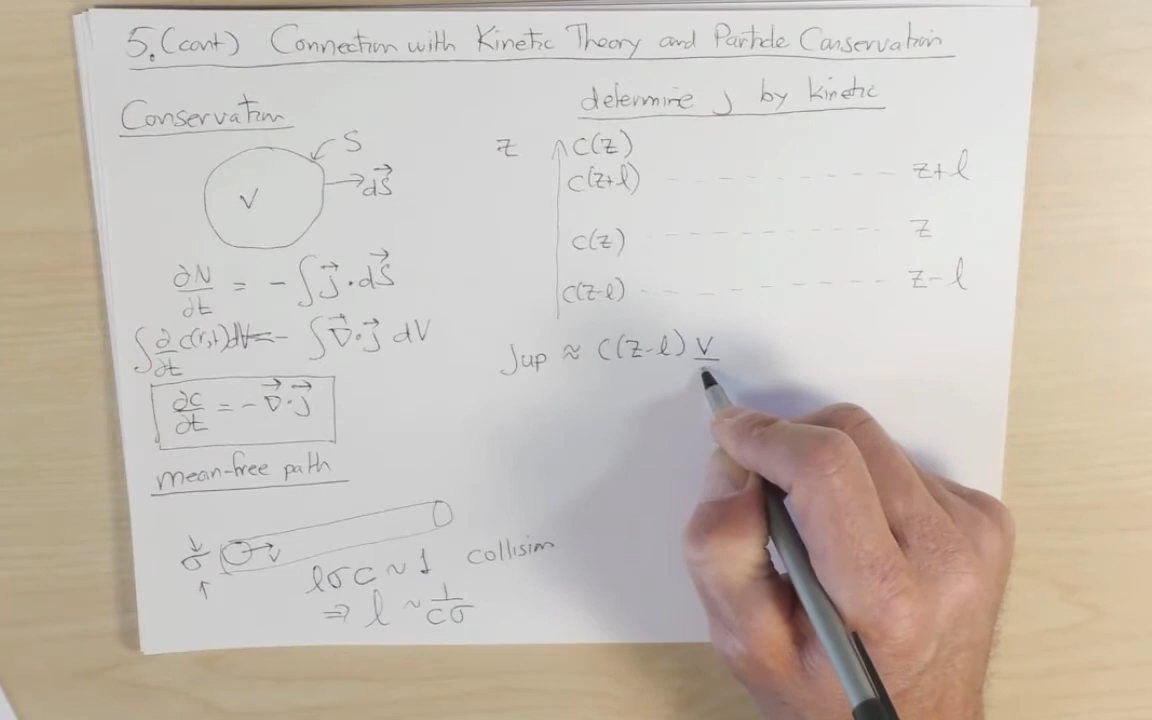 5. (cont) Connection with Kinetic Theory and Particle Conservation
Conservation
S
V
dS⃗
∂N/∂t = - ∫ j⃗ · dS⃗
∫ ∂/∂t c(r,t) dV = - ∫ ∇⃗ · j⃗ dV
∂c/∂t = - ∇⃗ · j⃗
mean-free path
σ
v
lσc ~ 1 collision
⇒ l ~ 1/cσ
determine j by kinetic
z
c(z)
c(z+l) z+l
c(z) z
c(z-l) z-l
jup ≈ c(z-l) v